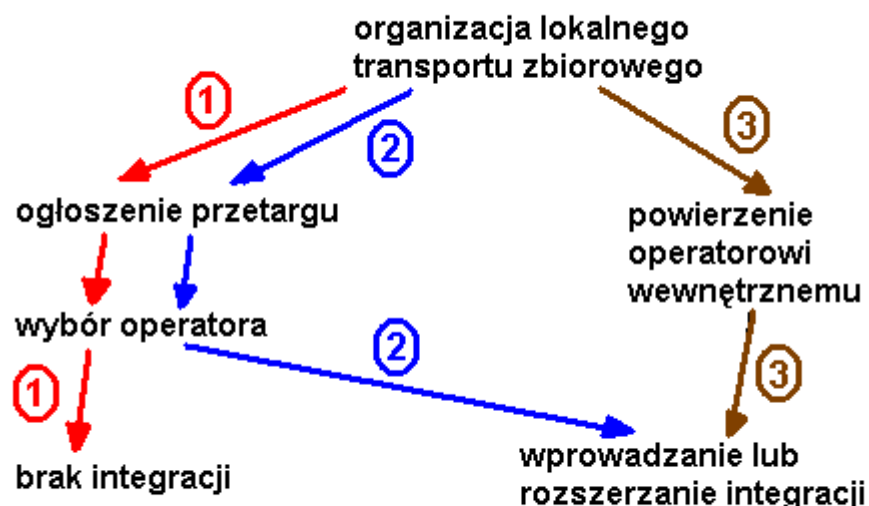 organizacja lokalnego
transportu zbiorowego
1
2
3
ogłoszenie przetargu
powierzenie
operatorowi
wewnętrznemu
wybór operatora
2
3
1
brak integracji
wprowadzanie lub
rozszerzanie integracji